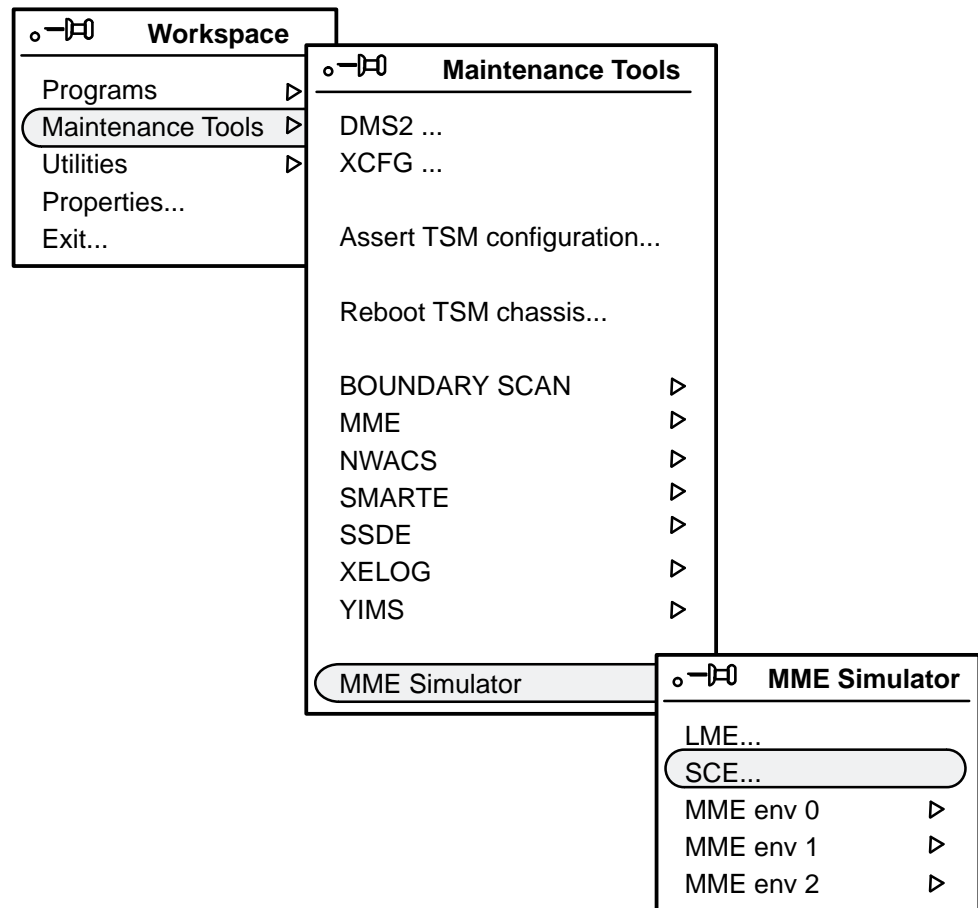 Workspace
Programs
Maintenance Tools
Utilities
Properties...
Exit...
Maintenance Tools
DMS2 ...
XCFG ...
Assert TSM configuration...
Reboot TSM chassis...
BOUNDARY SCAN
MME
NWACS
SMARTE
SSDE
XELOG
YIMS
MME Simulator
MME Simulator
LME...
SCE...
MME env 0
MME env 1
MME env 2